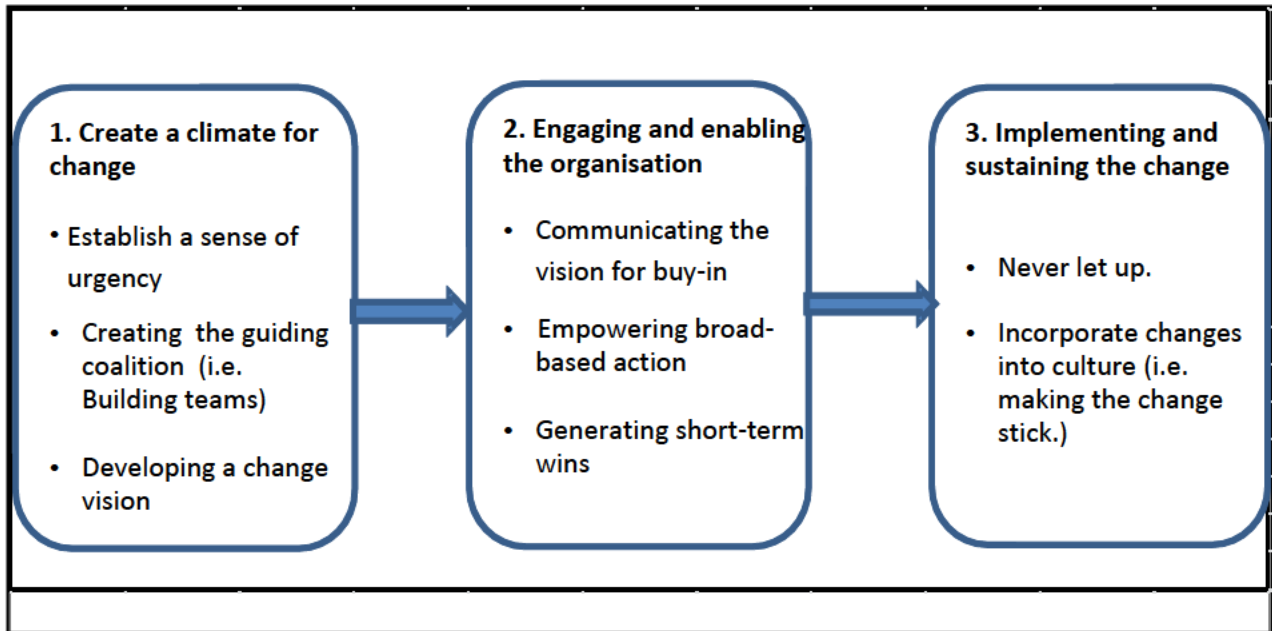 1. Create a climate for
change
• Establish a sense of
urgency
• Creating the guiding
coalition (i.e.
Building teams)
• Developing a change
vision
2. Engaging and enabling
the organisation
• Communicating the
vision for buy-in
• Empowering broad-
based action
• Generating short-term
wins
3. Implementing and
sustaining the change
• Never let up.
• Incorporate changes
into culture (i.e.
making the change
stick.)